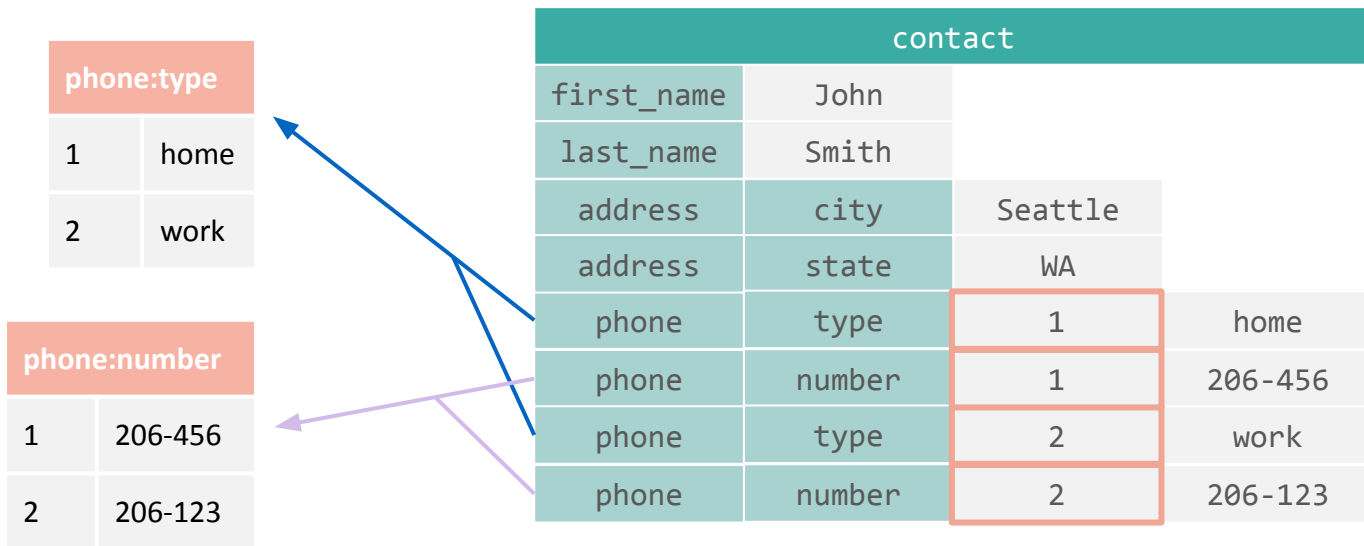 phone:type
1 home
2 work
phone:number
1 206-456
2 206-123
contact
first_name John
last_name Smith
address city Seattle
address state WA
phone type 1 home
phone number 1 206-456
phone type 2 work
phone number 2 206-123